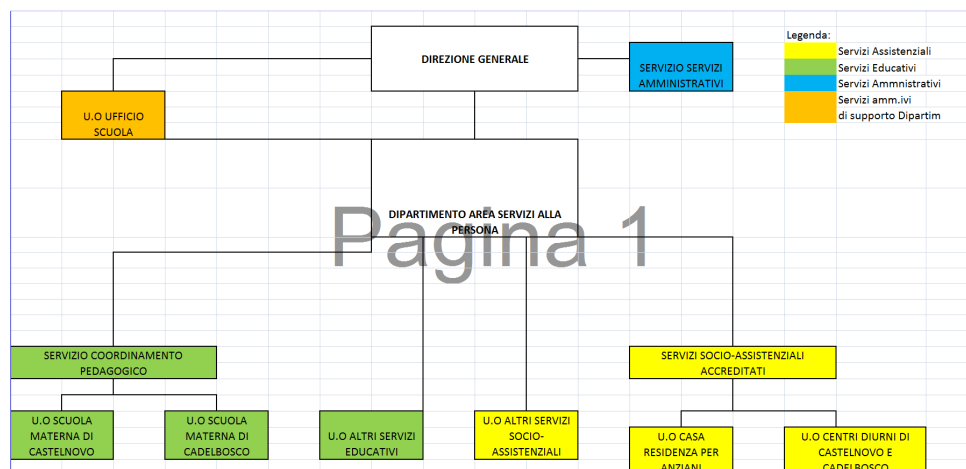 DIREZIONE GENERALE
SERVIZIO SERVIZI
AMMINISTRATIVI
Legenda:
Servizi Assistenziali
Servizi Educativi
Servizi Ammnistrativi
Servizi amm.ivi
di supporto Dipartim
U.O UFFICIO
SCUOLA
DIPARTIMENTO AREA SERVIZI ALLA
PERSONA
Pagina 1
SERVIZIO COORDINAMENTO
PEDAGOGICO
SERVIZI SOCIO-ASSISTENZIALI
ACCREDITATI
U.O SCUOLA
MATERNA DI
CASTELNOVO
U.O SCUOLA
MATERNA DI
CADELBOSCO
U.O ALTRI SERVIZI
EDUCATIVI
U.O ALTRI SERVIZI
SOCIO-
ASSISTENZIALI
U.O CASA
RESIDENZA PER
ANZIANI
U.O CENTRI DIURNI DI
CASTELNOVO E
CADELBOSCO